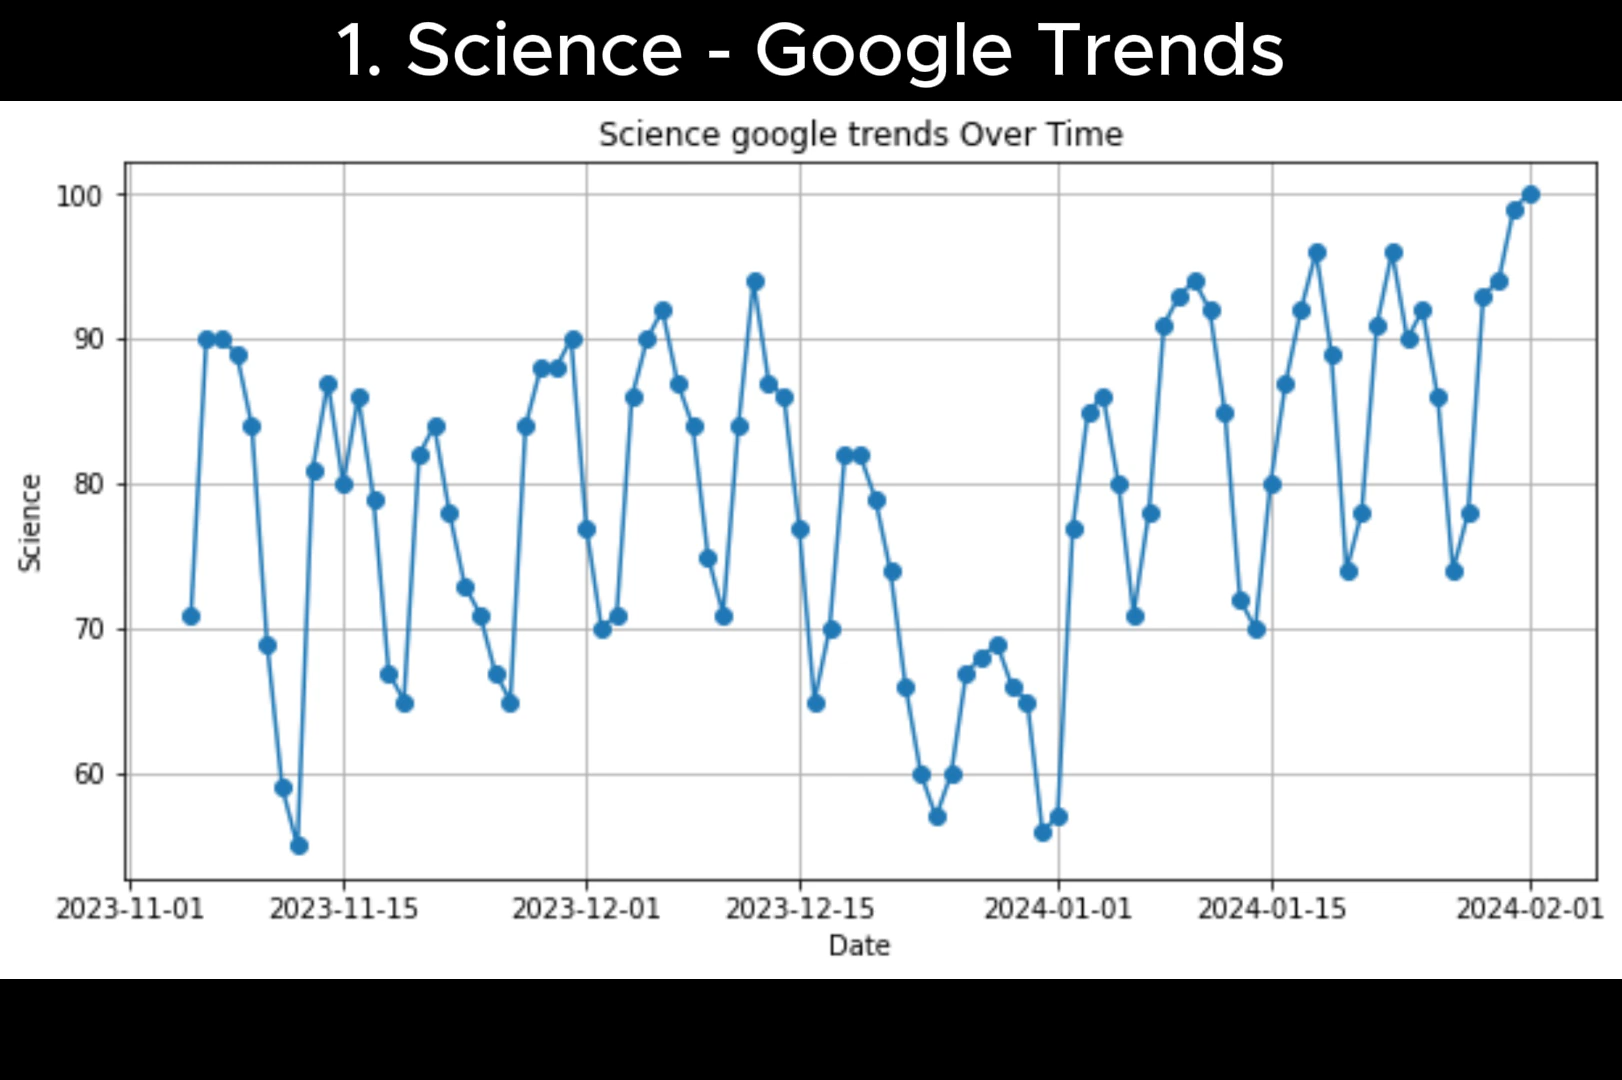 1. Science - Google Trends
Science google trends Over Time
100
90
80
70
60
Science
2023-11-01 2023-11-15 2023-12-01 2023-12-15 2024-01-01 2024-01-15 2024-02-01
Date